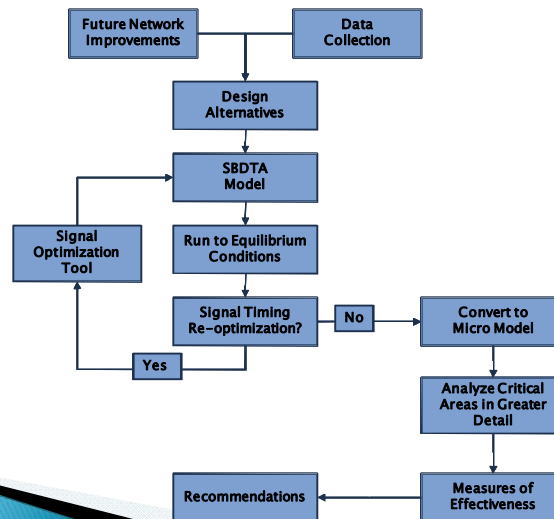 Future Network
Improvements
Data
Collection
Design
Alternatives
SBDTA
Model
Signal
Optimization
Tool
Run to Equilibrium
Conditions
Signal Timing
Re-optimization?
No
Convert to
Micro Model
Yes
Analyze Critical
Areas in Greater
Detail
Recommendations
Measures of
Effectiveness